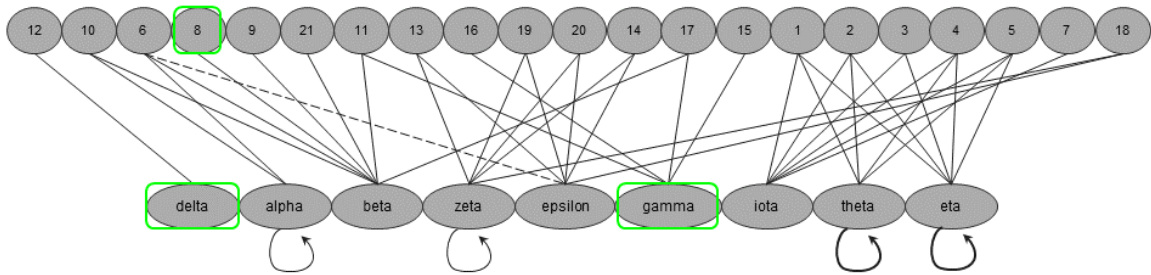 12 10 6 8 9 21 11 13 16 19 20 14 17 15 1 2 3 4 5 7 18
delta alpha beta zeta epsilon gamma iota theta eta